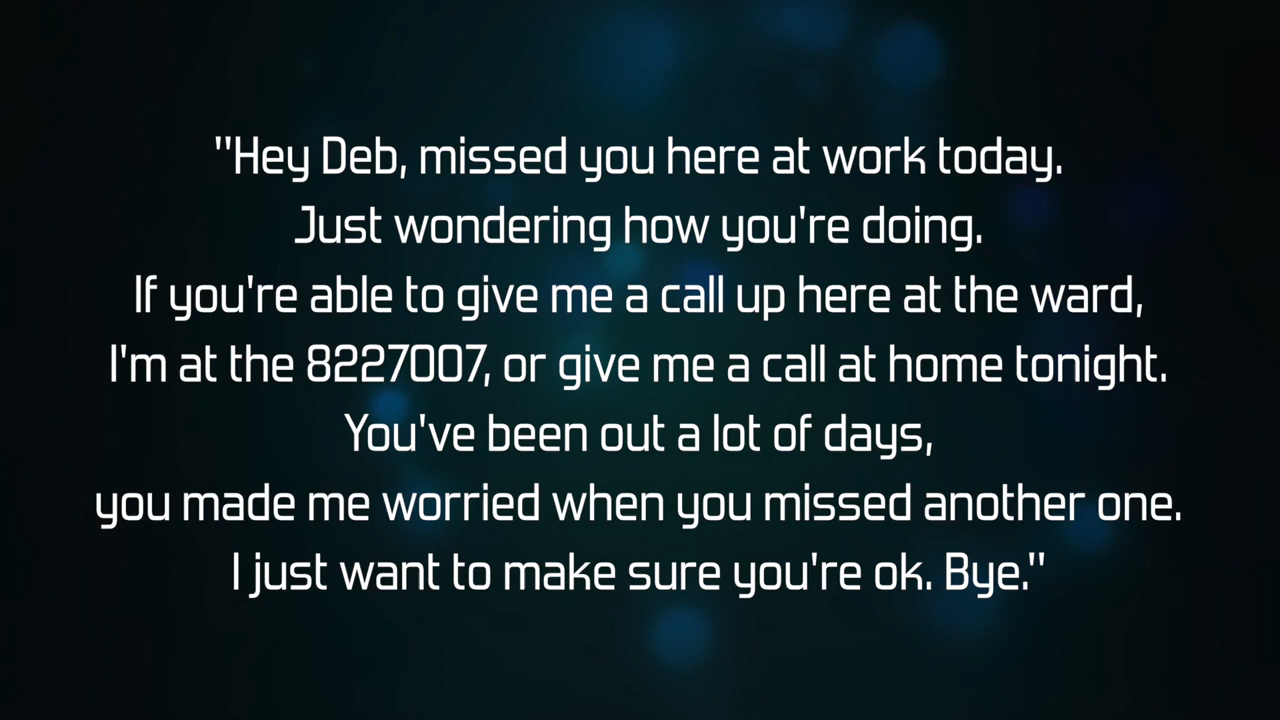 "Hey Deb, missed you here at work today.
Just wondering how you're doing.
If you're able to give me a call up here at the ward,
I'm at the 8227007, or give me a call at home tonight.
You've been out a lot of days,
you made me worried when you missed another one.
I just want to make sure you're ok. Bye."